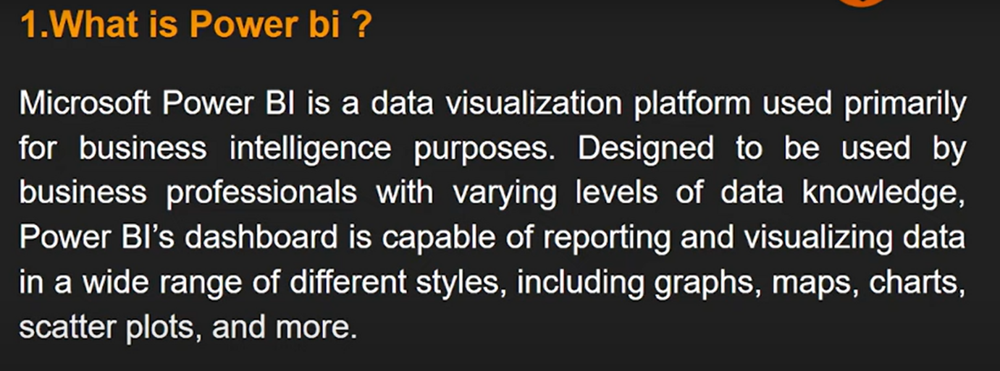 1.What is Power bi ?
Microsoft Power BI is a data visualization platform used primarily
for business intelligence purposes. Designed to be used by
business professionals with varying levels of data knowledge,
Power BI’s dashboard is capable of reporting and visualizing data
in a wide range of different styles, including graphs, maps, charts,
scatter plots, and more.